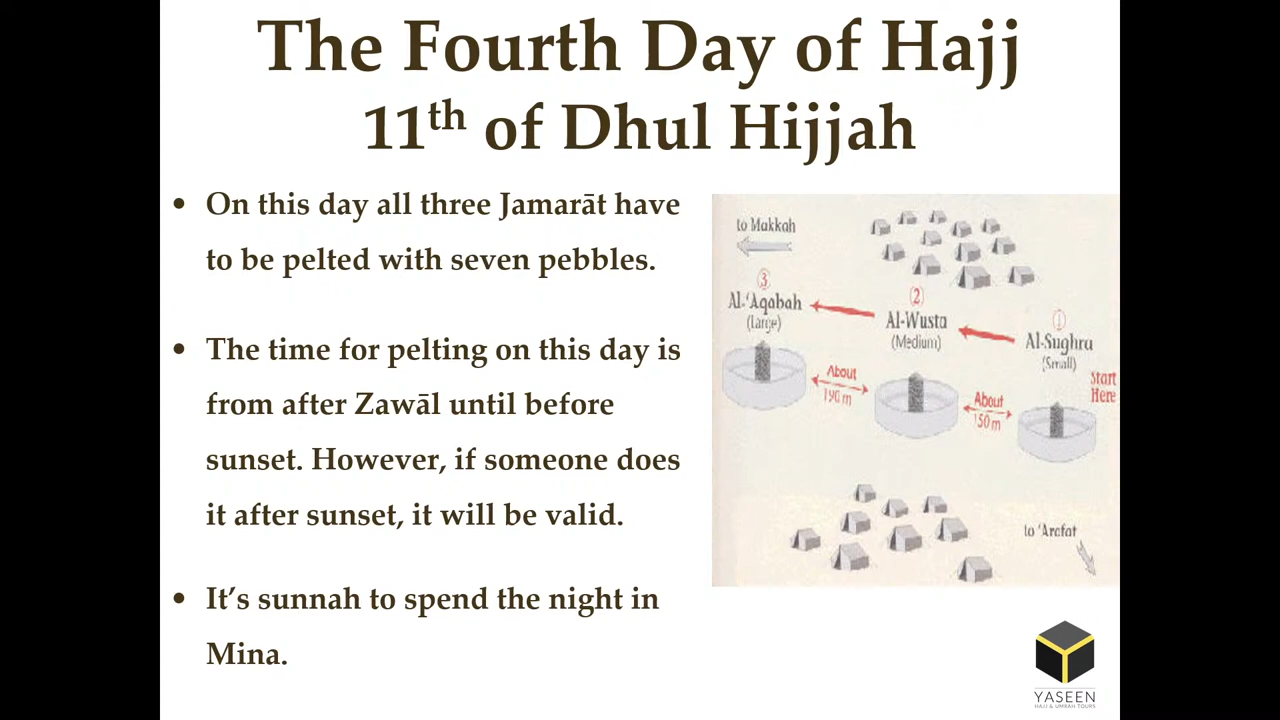 The Fourth Day of Hajj
11th of Dhul Hijjah
• On this day all three Jamarāt have
to be pelted with seven pebbles.
• The time for pelting on this day is
from after Zawāl until before
sunset. However, if someone does
it after sunset, it will be valid.
• It’s sunnah to spend the night in
Mina.
to Makkah
③
Al-‘Aqabah
(Large)
②
Al-Wusta
(Medium)
①
Al-Sughra
(Small)
Start
Here
About
190 m
About
150 m
to ‘Arafat
YASEEN
HAJJ & UMRAH TOURS